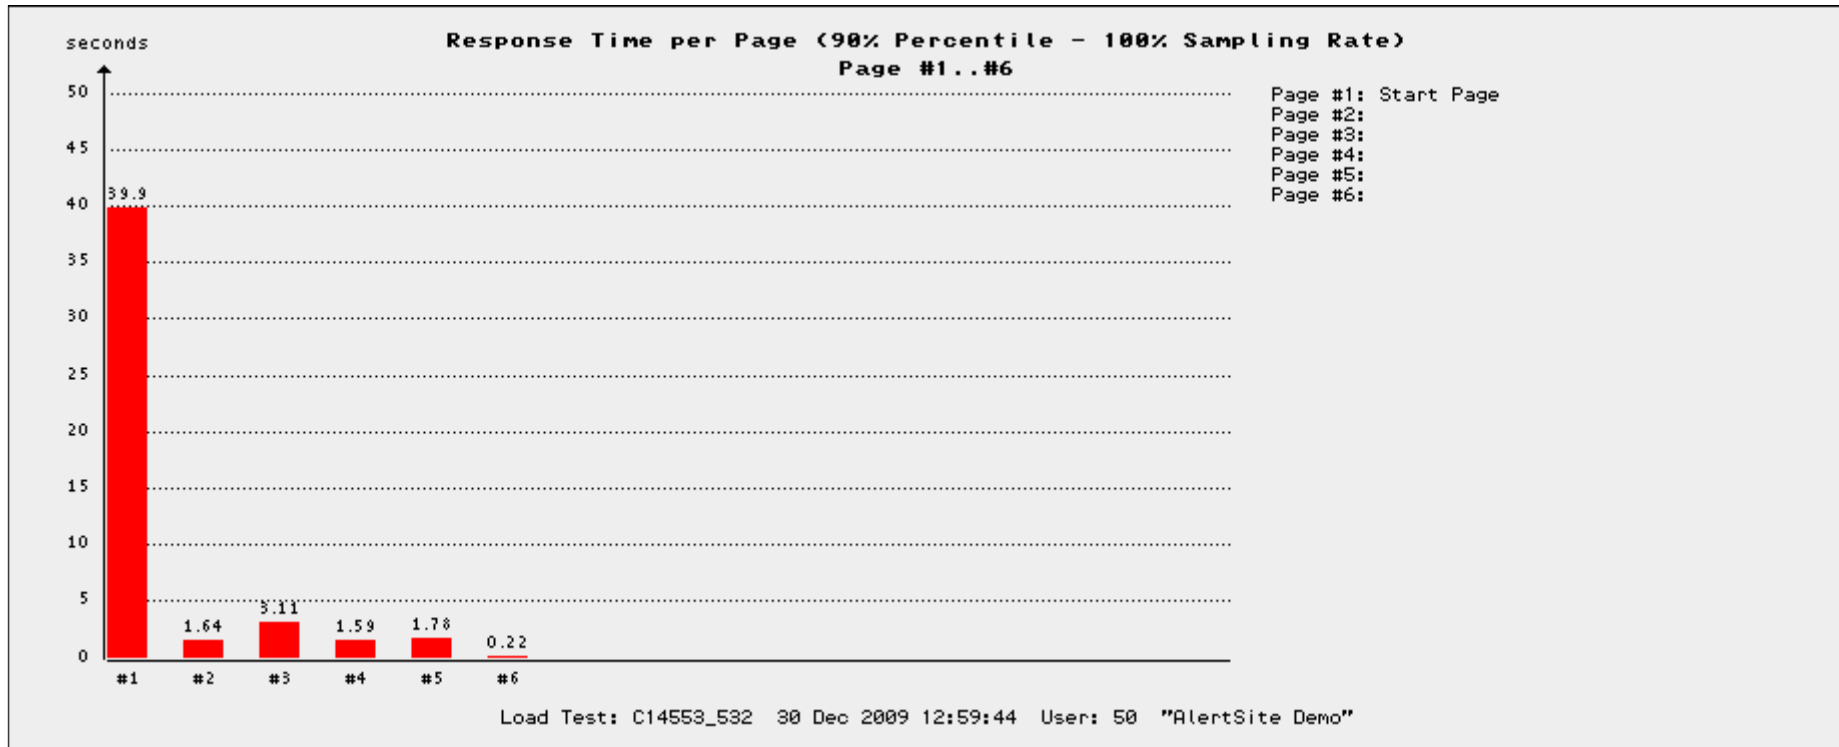 seconds
Response Time per Page (90% Percentile - 100% Sampling Rate)
Page #1..#6
50
45
40
35
30
25
20
15
10
5
0
39.9
1.64
3.11
1.59
1.78
0.22
#1 #2 #3 #4 #5 #6
Page #1: Start Page
Page #2:
Page #3:
Page #4:
Page #5:
Page #6:
Load Test: C14553_532 30 Dec 2009 12:59:44 User: 50 "AlertSite Demo"